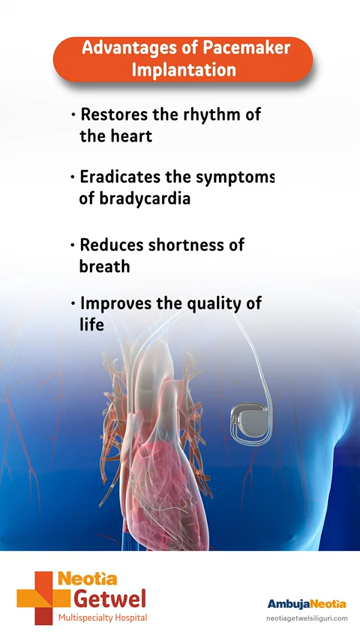 Advantages of Pacemaker
Implantation
• Restores the rhythm of
the heart
• Eradicates the symptoms
of bradycardia
• Reduces shortness of
breath
• Improves the quality of
life
Neotia
Getwel
Multispecialty Hospital
AmbujaNeotia
neotiagetwelsiliguri.com